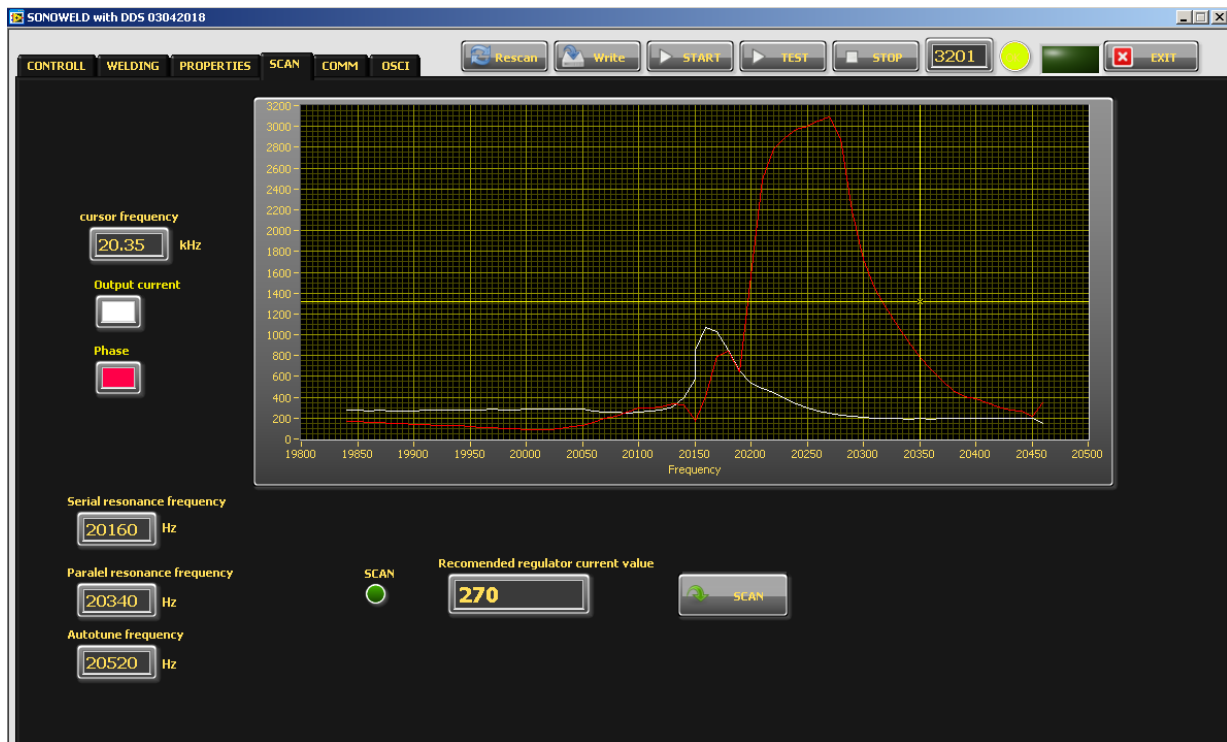 SONOWELD with DDS 03042018
CONTROLL WELDING PROPERTIES SCAN COMM OSCI
Rescan Write START TEST STOP 3201 EXIT
3200
3000
2800
2600
2400
2200
2000
1800
1600
1400
1200
1000
800
600
400
200
0
19800 19850 19900 19950 20000 20050 20100 20150 20200 20250 20300 20350 20400 20450 20500
Frequency
cursor frequency
20.35 kHz
Output current
Phase
Serial resonance frequency
20160 Hz
Paralel resonance frequency
20340 Hz
Autotune frequency
20520 Hz
SCAN
Recomended regulator current value
270
SCAN